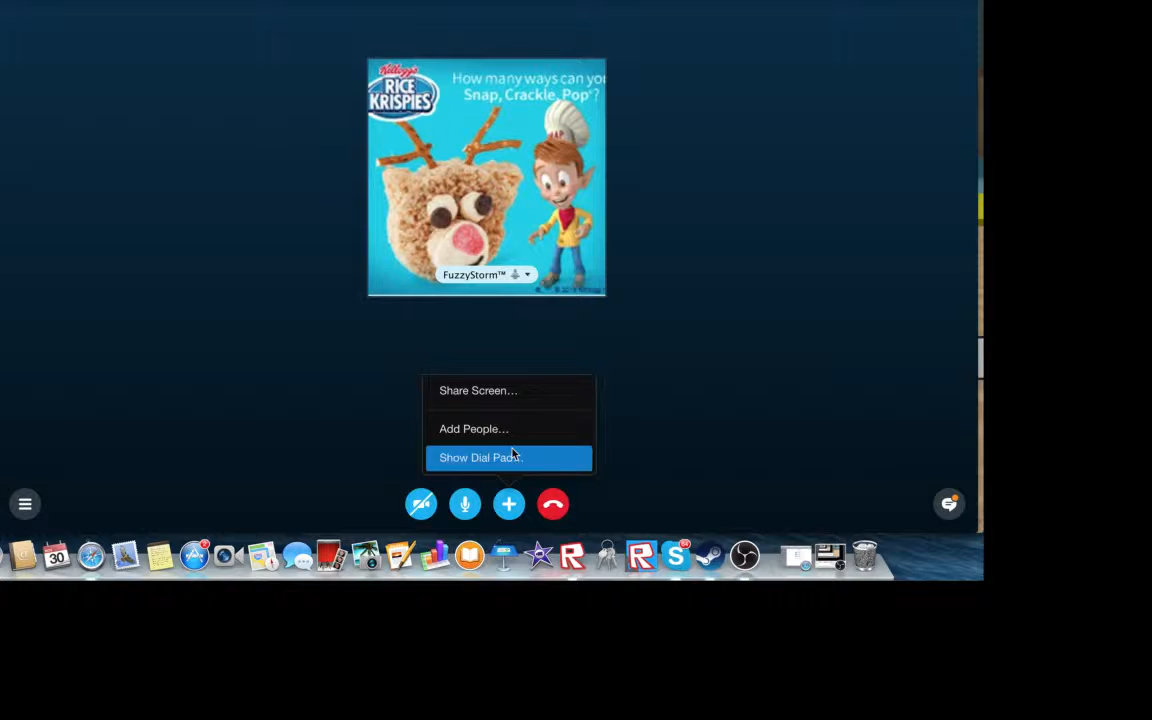 Kellogg's
RICE
KRISPIES
How many ways can you
Snap, Crackle, Pop®?
SNAP
FuzzyStorm™
Share Screen...
Add People...
Show Dial Pad...
30